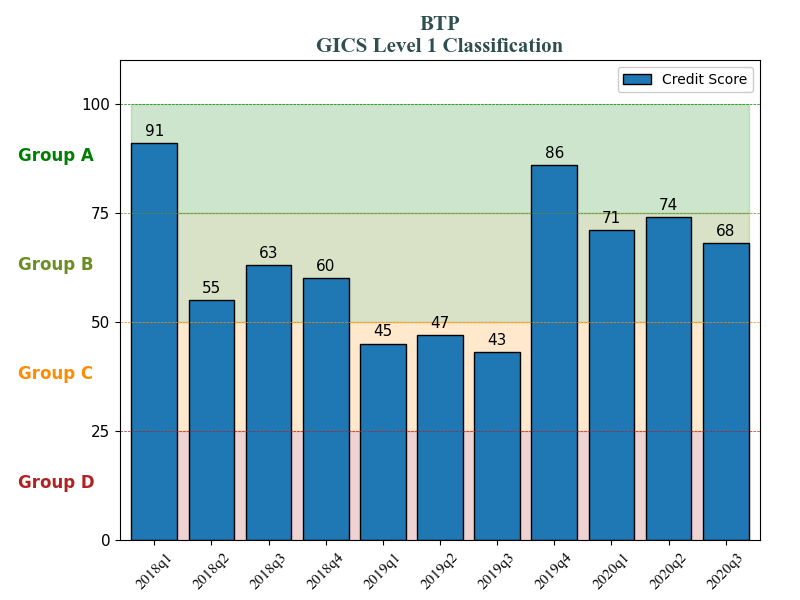 BTP
GICS Level 1 Classification
Credit Score
100
75
50
25
0
Group A
Group B
Group C
Group D
91
55
63
60
45
47
43
86
71
74
68
2018q1
2018q2
2018q3
2018q4
2019q1
2019q2
2019q3
2019q4
2020q1
2020q2
2020q3